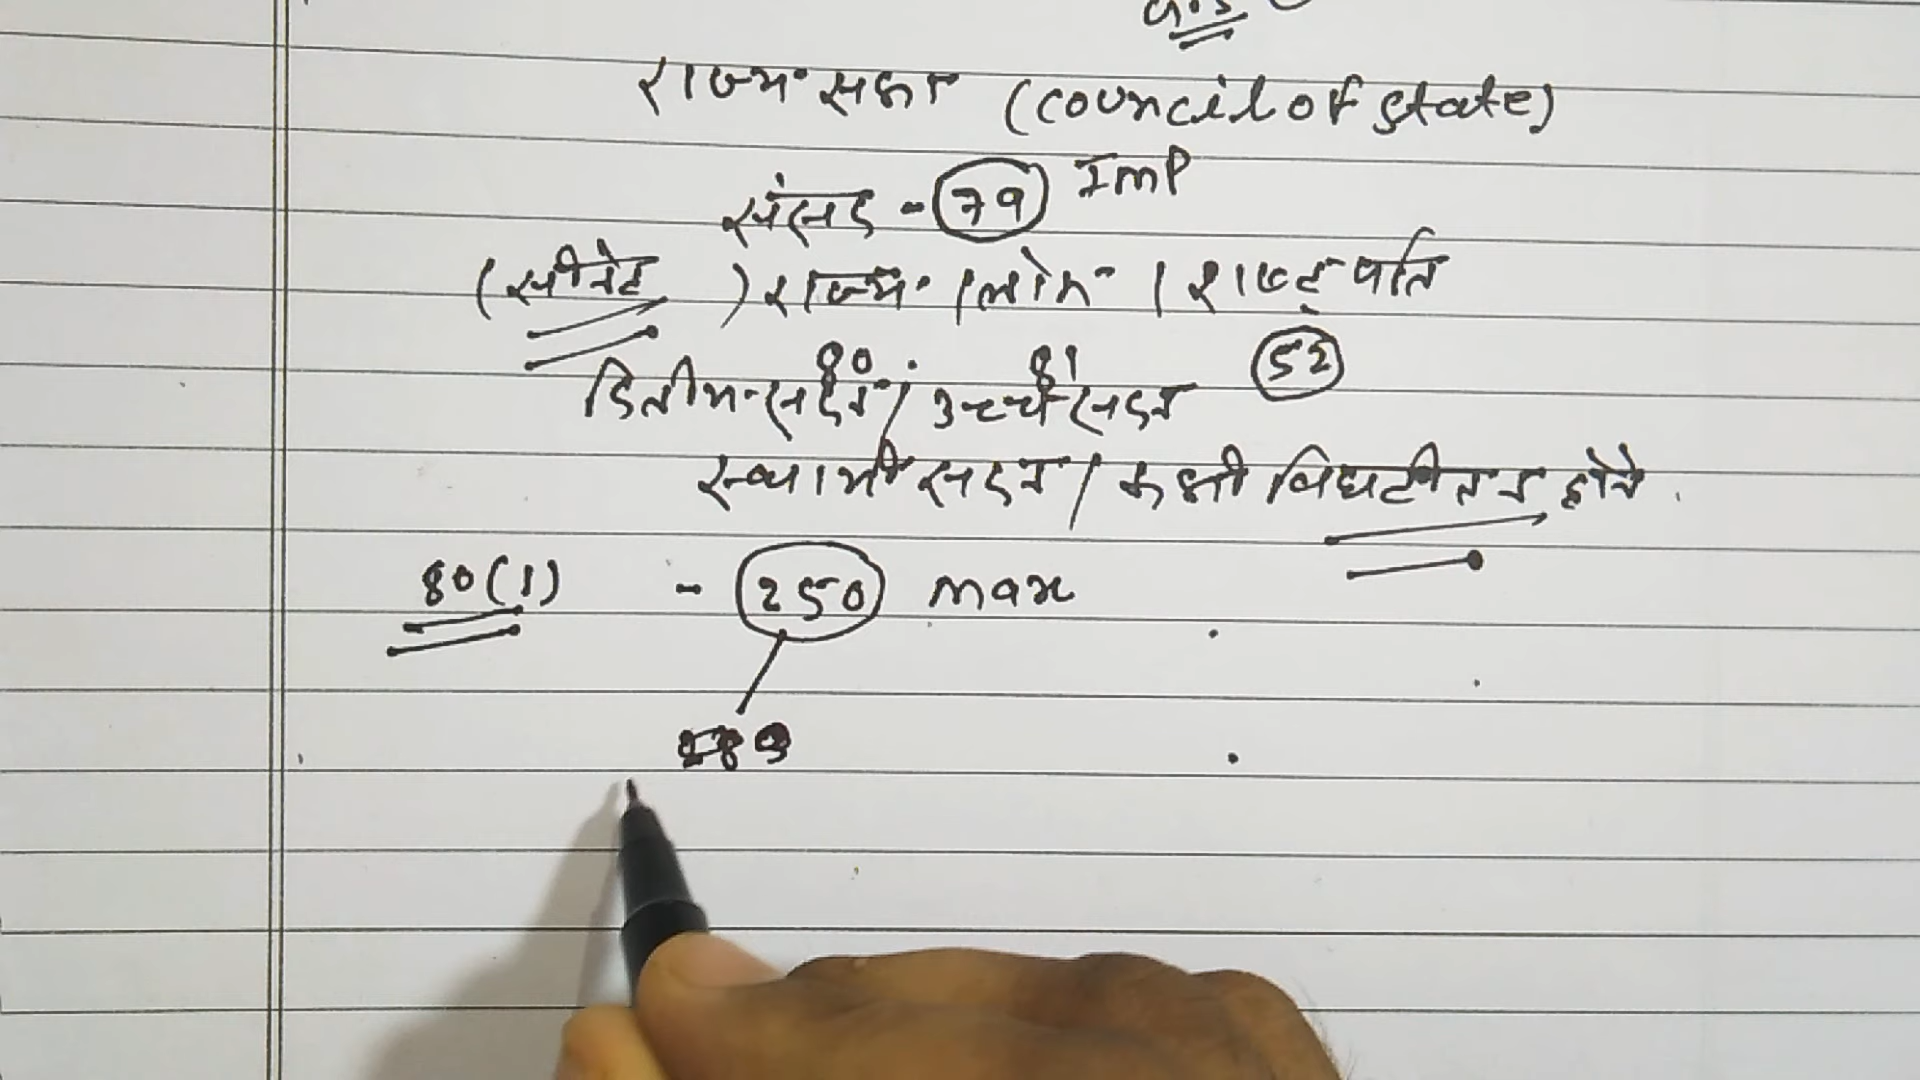 राज्य॰सभा (council of state)
संसद - 79 Imp
(सीनेट) राज्य॰ / लोक॰ / राष्ट्रपति
80 81 52
द्वितीय सदन / उच्च सदन
स्थायी सदन / कभी विघटीत न होने
80(1) - 250 max